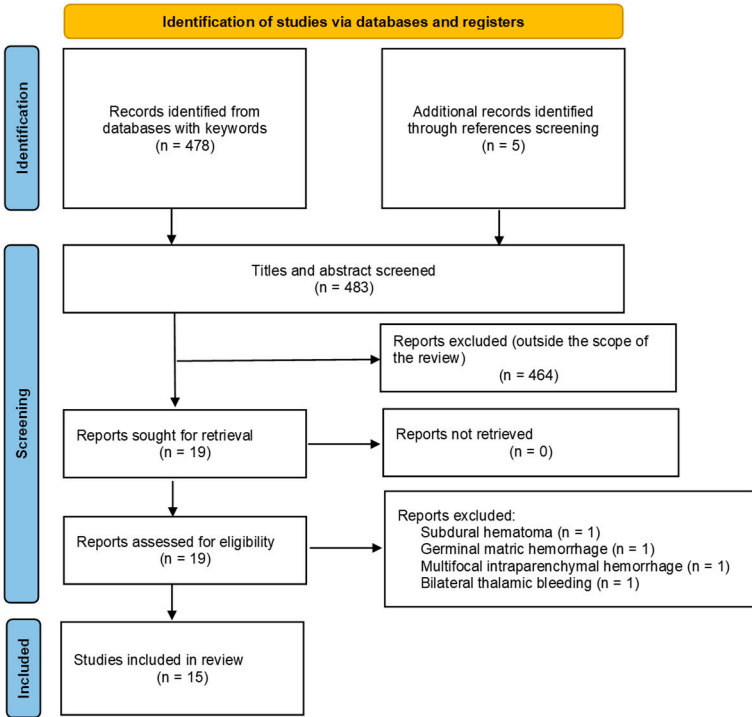 Identification of studies via databases and registers
Identification
Records identified from
databases with keywords
(n = 478)
Additional records identified
through references screening
(n = 5)
Screening
Titles and abstract screened
(n = 483)
Reports excluded (outside the scope of
the review)
(n = 464)
Reports sought for retrieval
(n = 19)
Reports not retrieved
(n = 0)
Reports assessed for eligibility
(n = 19)
Reports excluded:
Subdural hematoma (n = 1)
Germinal matric hemorrhage (n = 1)
Multifocal intraparenchymal hemorrhage (n = 1)
Bilateral thalamic bleeding (n = 1)
Included
Studies included in review
(n = 15)